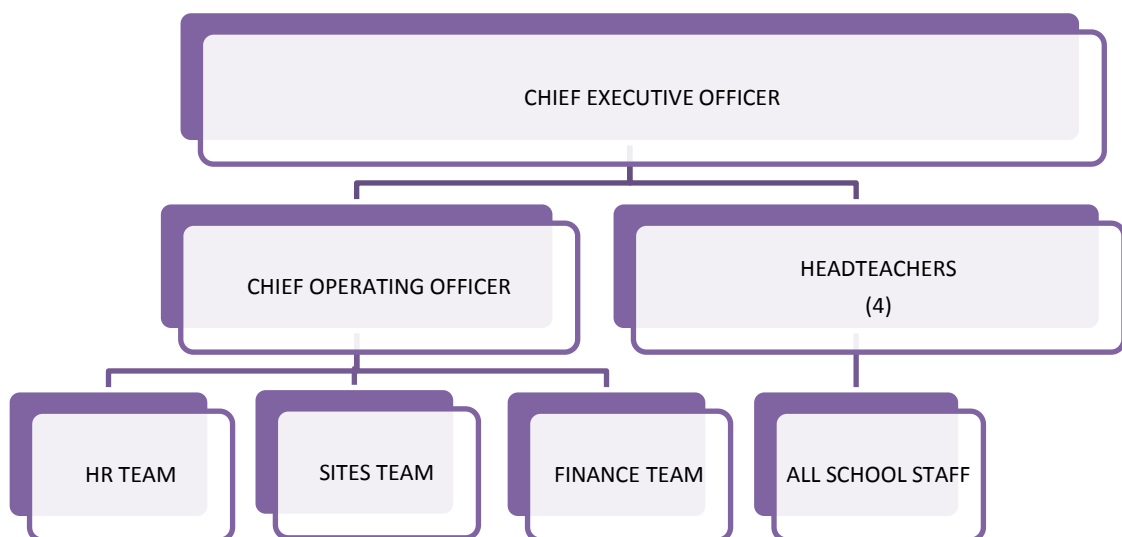 CHIEF EXECUTIVE OFFICER
CHIEF OPERATING OFFICER
HEADTEACHERS
(4)
HR TEAM
SITES TEAM
FINANCE TEAM
ALL SCHOOL STAFF